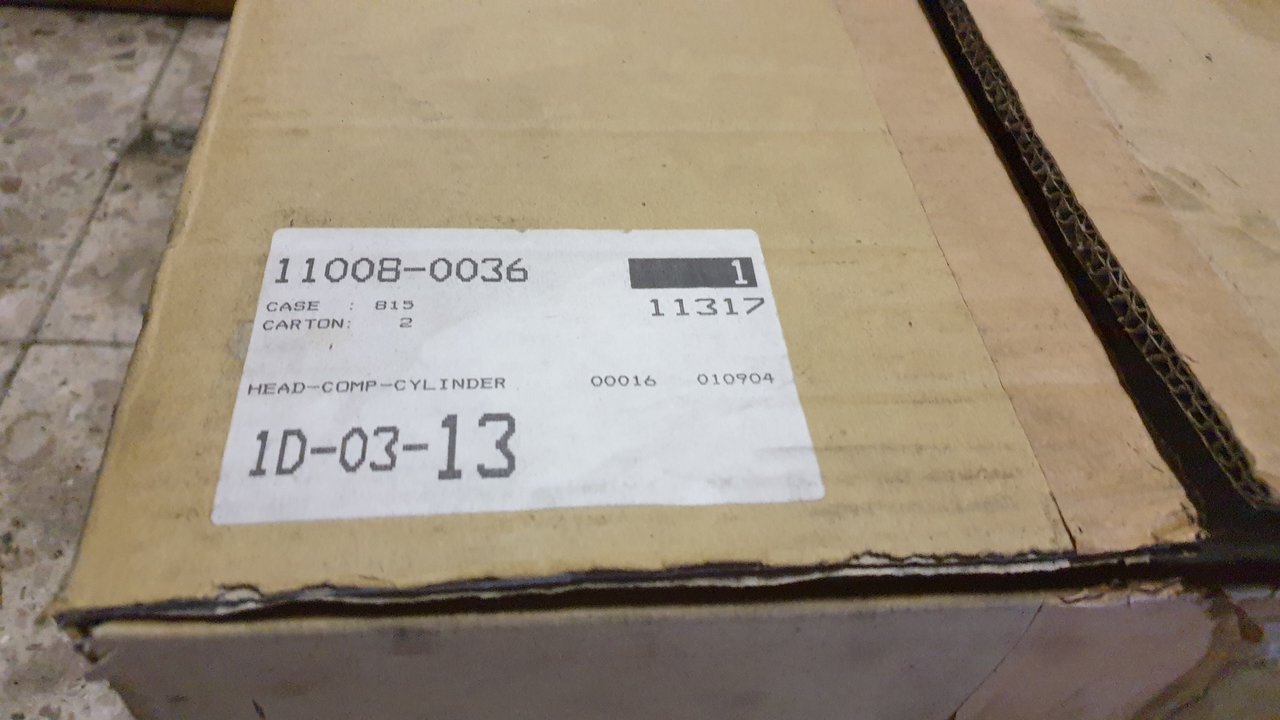 11008-0036 1
CASE : 815 11317
CARTON: 2
HEAD-COMP-CYLINDER 00016 010904
1D-03-13